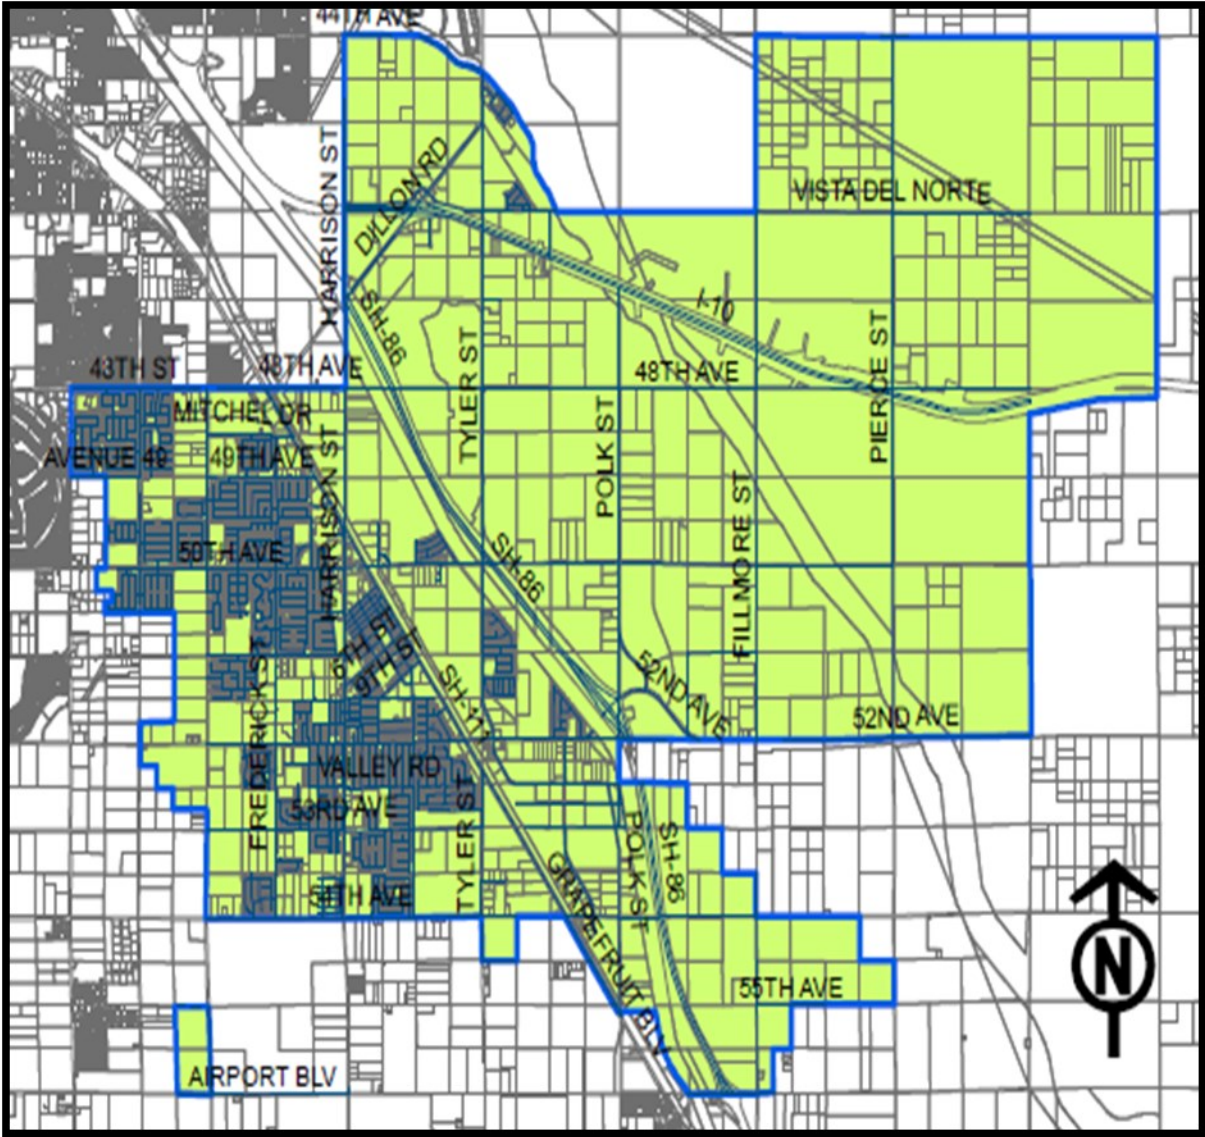 44TH AVE
HARRISON ST
DILLON RD
VISTA DEL NORTE
SH-86
I-10
TYLER ST
PIERCE ST
48TH ST
48TH AVE
48TH AVE
MITCHEL DR
AVENUE 49
49TH AVE
HARRISON ST
POLK ST
FILLMORE ST
50TH AVE
SH-86
6TH ST
9TH ST
FREDERICK ST
SH-111
52ND AVE
52ND AVE
VALLEY RD
53RD AVE
TYLER ST
POLK ST
SH-86
54TH AVE
GRAPEFRUIT BLV
55TH AVE
AIRPORT BLV
N